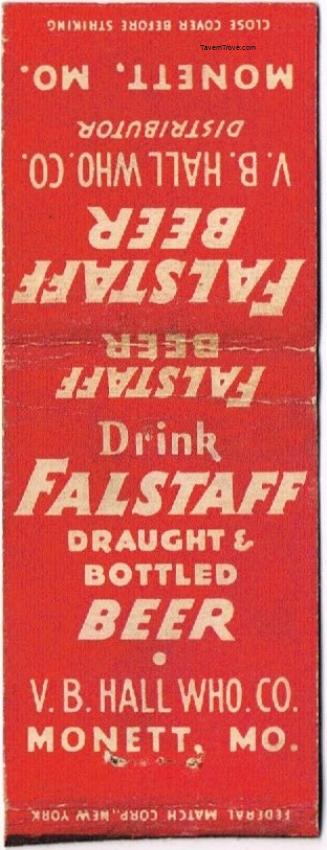 CLOSE COVER BEFORE STRIKING
TavernTrove.com
MONETT, MO.
DISTRIBUTOR
V. B. HALL WHO. CO.
BEER
FALSTAFF
BEER
FALSTAFF
Drink
FALSTAFF
DRAUGHT &
BOTTLED
BEER
V. B. HALL WHO. CO.
MONETT, MO.
FEDERAL MATCH CORP., NEW YORK